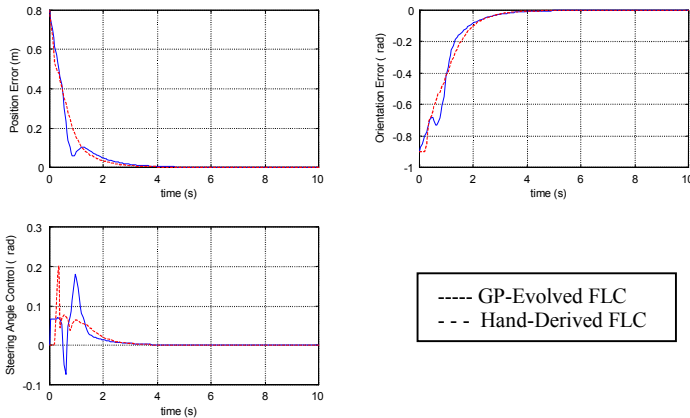 0.8
0.6
0.4
0.2
0
Position Error (m)
0 2 4 6 8 10
time (s)
0
-0.2
-0.4
-0.6
-0.8
-1
Orientation Error ( rad)
0 2 4 6 8 10
time (s)
0.3
0.2
0.1
0
-0.1
Steering Angle Control ( rad)
0 2 4 6 8 10
time (s)
----- GP-Evolved FLC
- - - Hand-Derived FLC